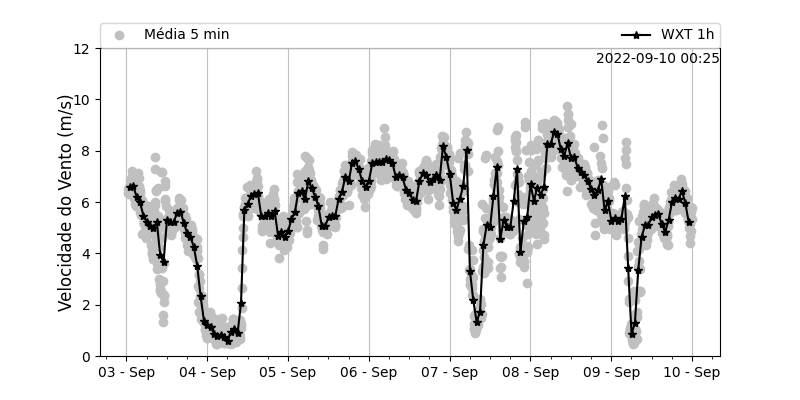 Média 5 min
WXT 1h
2022-09-10 00:25
Velocidade do Vento (m/s)
12
10
8
6
4
2
0
03 - Sep
04 - Sep
05 - Sep
06 - Sep
07 - Sep
08 - Sep
09 - Sep
10 - Sep